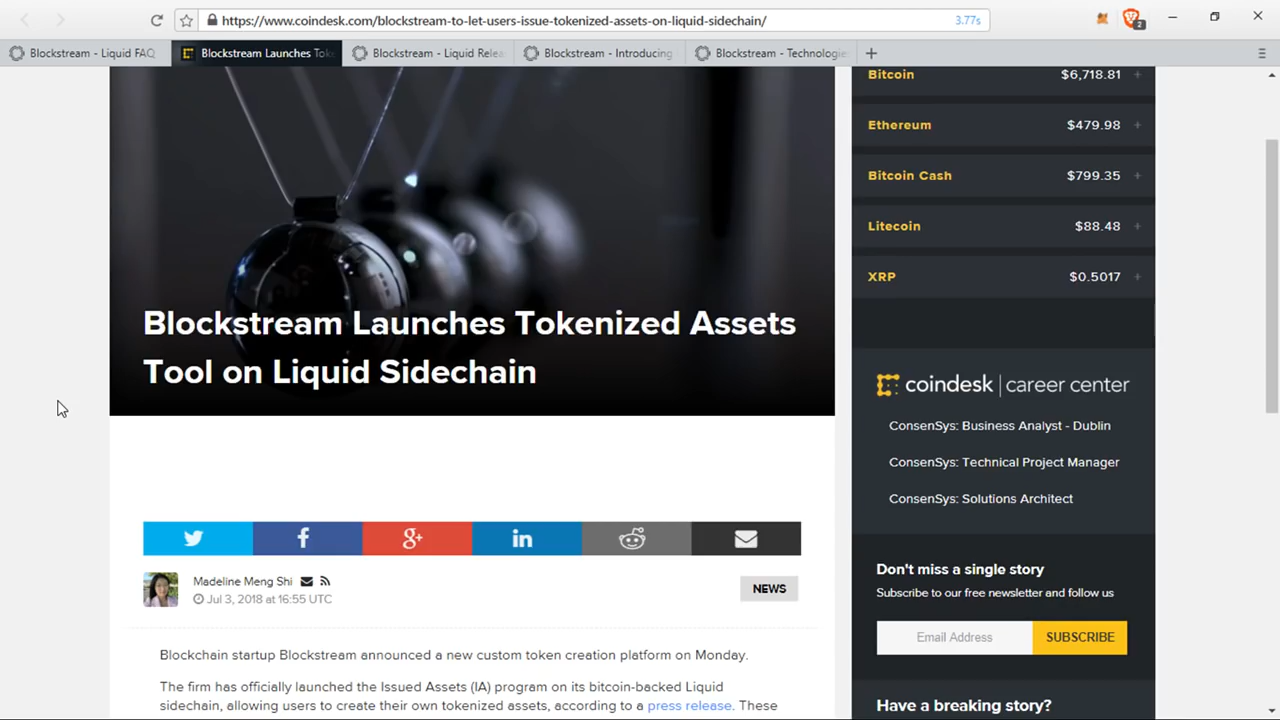 https://www.coindesk.com/blockstream-to-let-users-issue-tokenized-assets-on-liquid-sidechain/
3.77s
2
Blockstream - Liquid FAQ
Blockstream Launches Tok
Blockstream - Liquid Relea
Blockstream - Introducing
Blockstream - Technologie
Bitcoin $6,718.81 +
Ethereum $479.98 +
Bitcoin Cash $799.35 +
Litecoin $88.48 +
XRP $0.5017 +
Blockstream Launches Tokenized Assets
Tool on Liquid Sidechain
coindesk | career center
ConsenSys: Business Analyst - Dublin
ConsenSys: Technical Project Manager
ConsenSys: Solutions Architect
Madeline Meng Shi
Jul 3, 2018 at 16:55 UTC
NEWS
Don't miss a single story
Subscribe to our free newsletter and follow us
Email Address
SUBSCRIBE
Blockchain startup Blockstream announced a new custom token creation platform on Monday.
The firm has officially launched the Issued Assets (IA) program on its bitcoin-backed Liquid
sidechain, allowing users to create their own tokenized assets, according to a press release. These
Have a breaking story?